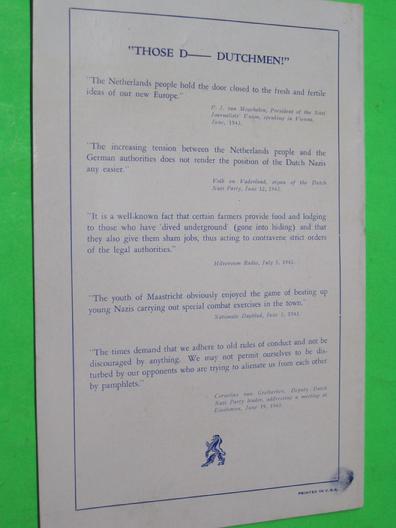 "THOSE D—— DUTCHMEN!"
"The Netherlands people hold the door closed to the fresh and fertile
ideas of our new Europe."
President of the Nazi
Journalists' Union, speaking in Vienna,
June,
"The increasing tension between the Netherlands people and the
German authorities does not render the position of the Dutch Nazis
any easier."
Volk en Vaderland, organ of the Dutch
Nazi Party, June 12,
"It is a well-known fact that certain farmers provide food and lodging
to those who have 'dived underground' (gone into hiding) and that
they also give them sham jobs, thus acting to contravene strict orders
of the legal authorities."
Hilversum Radio, July 5,
"The youth of Maastricht obviously enjoyed the game of beating up
young Nazis carrying out special combat exercises in the town."
Nationale Dagblad, June 1,
"The times demand that we adhere to old rules of conduct and not be
discouraged by anything. We may not permit ourselves to be dis-
turbed by our opponents who are trying to alienate us from each other
by pamphlets."
Cornelius van Geelkerken, Deputy Dutch
Nazi Party leader, addressing a meeting at
Eindhoven, June 19,
PRINTED IN U.S.A.